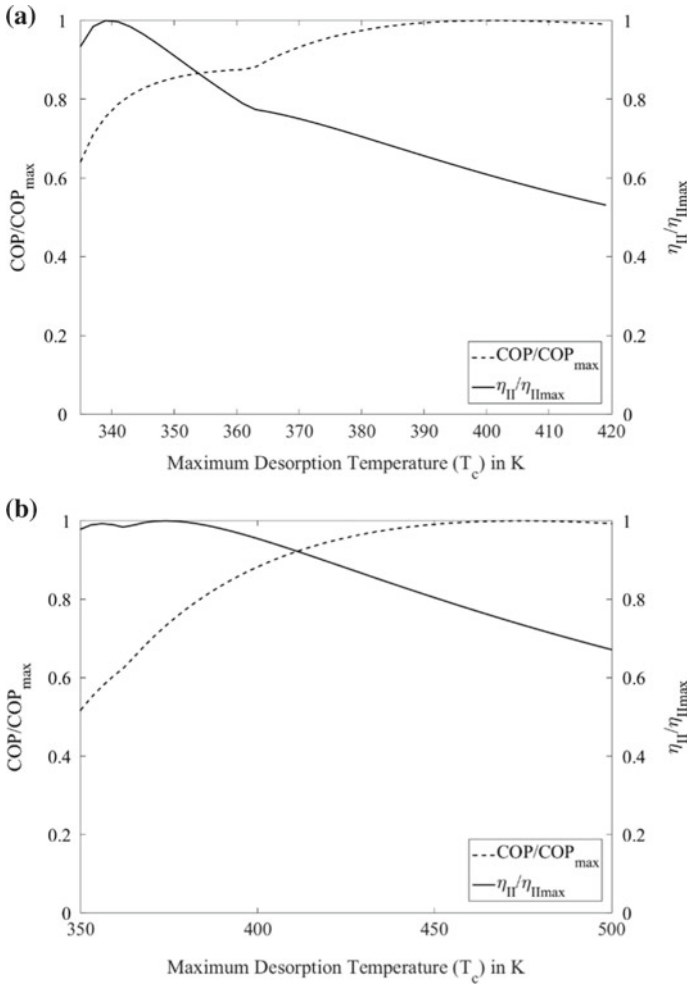 (a)
1
0.8
0.6
0.4
0.2
0
COP/COPmax
1
0.8
0.6
0.4
0.2
0
ηII/ηIImax
COP/COPmax
ηII/ηIImax
340 350 360 370 380 390 400 410 420
Maximum Desorption Temperature (Tc) in K
(b)
1
0.8
0.6
0.4
0.2
0
COP/COPmax
1
0.8
0.6
0.4
0.2
0
ηII/ηIImax
COP/COPmax
ηII/ηIImax
350 400 450 500
Maximum Desorption Temperature (Tc) in K